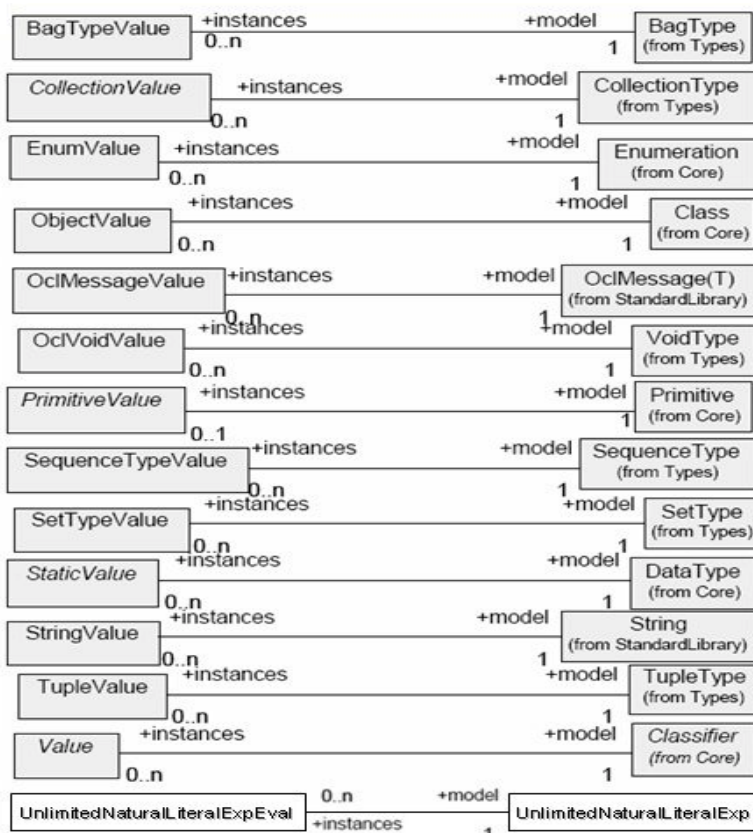 BagTypeValue +instances 0..n +model 1 BagType
(from Types)
CollectionValue +instances 0..n +model 1 CollectionType
(from Types)
EnumValue +instances 0..n +model 1 Enumeration
(from Core)
ObjectValue +instances 0..n +model 1 Class
(from Core)
OclMessageValue +instances 0..n +model 1 OclMessage(T)
(from StandardLibrary)
OclVoidValue +instances 0..n +model 1 VoidType
(from Types)
PrimitiveValue +instances 0..1 +model 1 Primitive
(from Core)
SequenceTypeValue +instances 0..n +model 1 SequenceType
(from Types)
SetTypeValue +instances 0..n +model 1 SetType
(from Types)
StaticValue +instances 0..n +model 1 DataType
(from Core)
StringValue +instances 0..n +model 1 String
(from StandardLibrary)
TupleValue +instances 0..n +model 1 TupleType
(from Types)
Value +instances 0..n +model 1 Classifier
(from Core)
UnlimitedNaturalLiteralExpEval 0..n +instances +model 1 UnlimitedNaturalLiteralExp